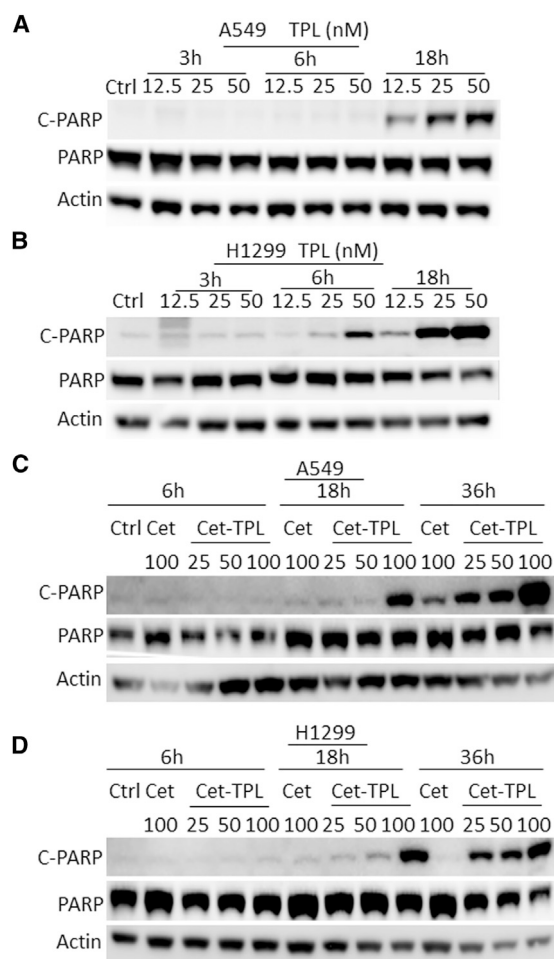 A
A549 TPL (nM)
3h 6h 18h
Ctrl 12.5 25 50 12.5 25 50 12.5 25 50
C-PARP
PARP
Actin
B
H1299 TPL (nM)
3h 6h 18h
Ctrl 12.5 25 50 12.5 25 50 12.5 25 50
C-PARP
PARP
Actin
C
A549
6h 18h 36h
Ctrl Cet Cet-TPL Cet Cet-TPL Cet Cet-TPL
100 25 50 100 100 25 50 100 100 25 50 100
C-PARP
PARP
Actin
D
H1299
6h 18h 36h
Ctrl Cet Cet-TPL Cet Cet-TPL Cet Cet-TPL
100 25 50 100 100 25 50 100 100 25 50 100
C-PARP
PARP
Actin